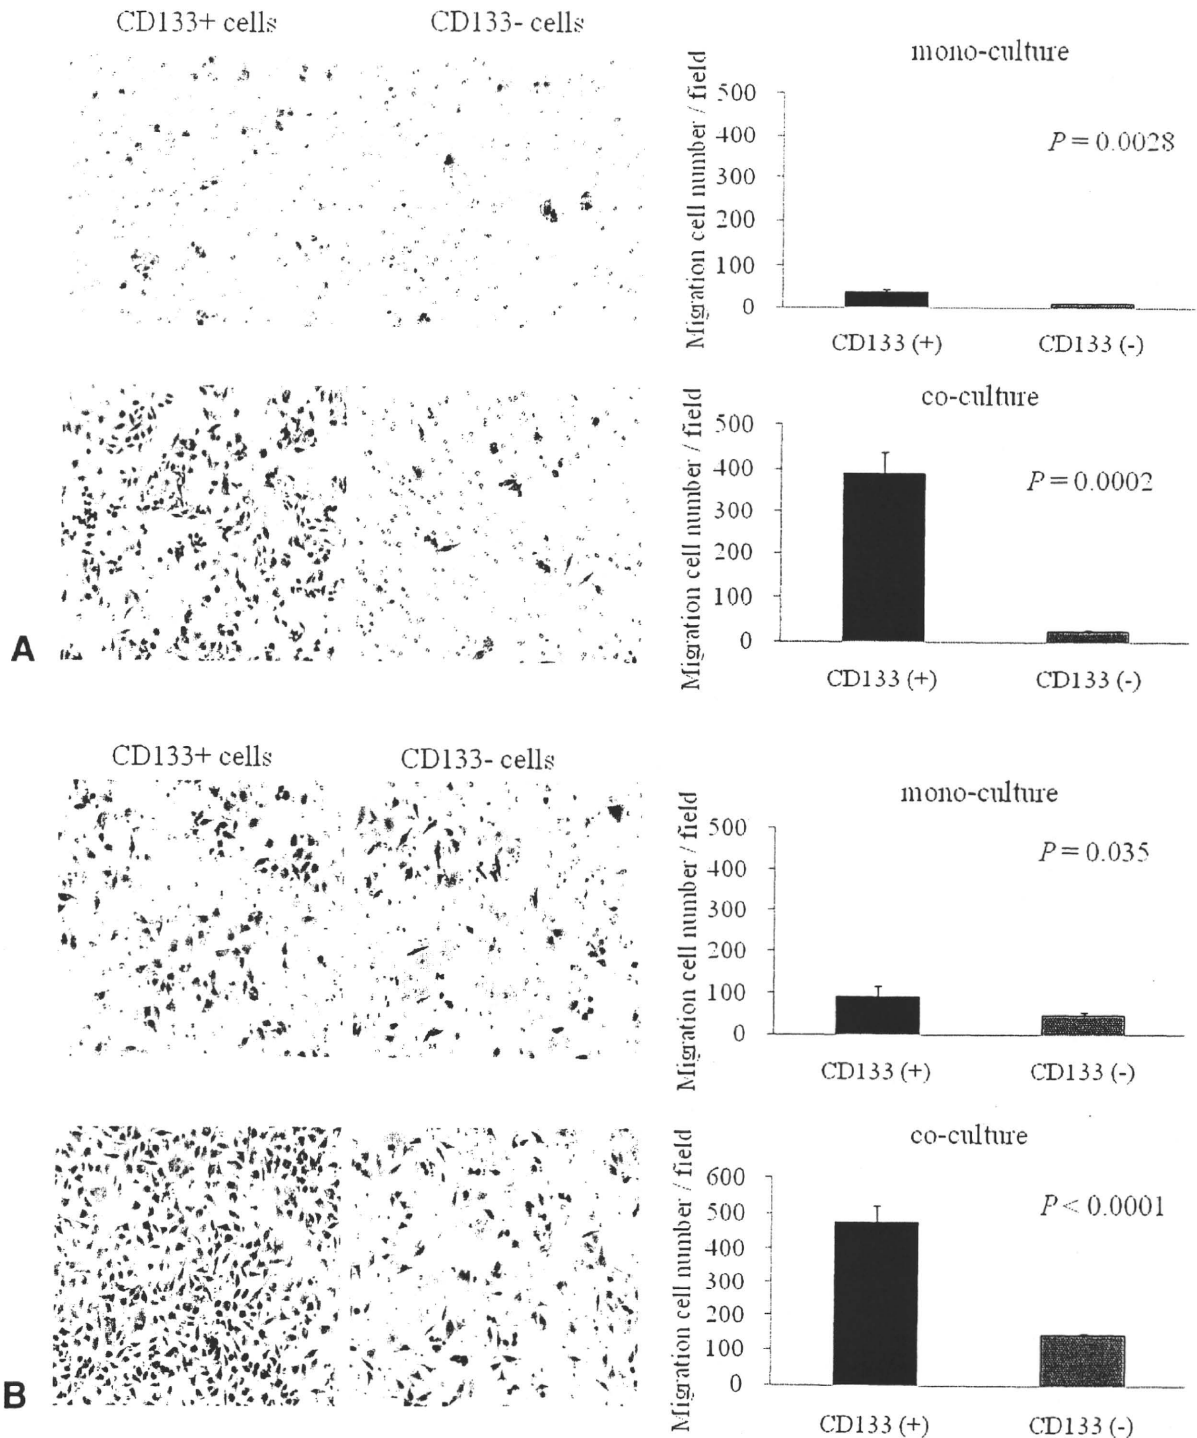 CD133+ cells
CD133- cells
mono-culture
Migration cell number / field
500
400
300
200
100
0
P = 0.0028
CD133 (+)
CD133 (-)
co-culture
Migration cell number / field
500
400
300
200
100
0
P = 0.0002
CD133 (+)
CD133 (-)
A
CD133+ cells
CD133- cells
mono-culture
Migration cell number / field
500
400
300
200
100
0
P = 0.035
CD133 (+)
CD133 (-)
co-culture
Migration cell number / field
600
500
400
300
200
100
0
P < 0.0001
CD133 (+)
CD133 (-)
B